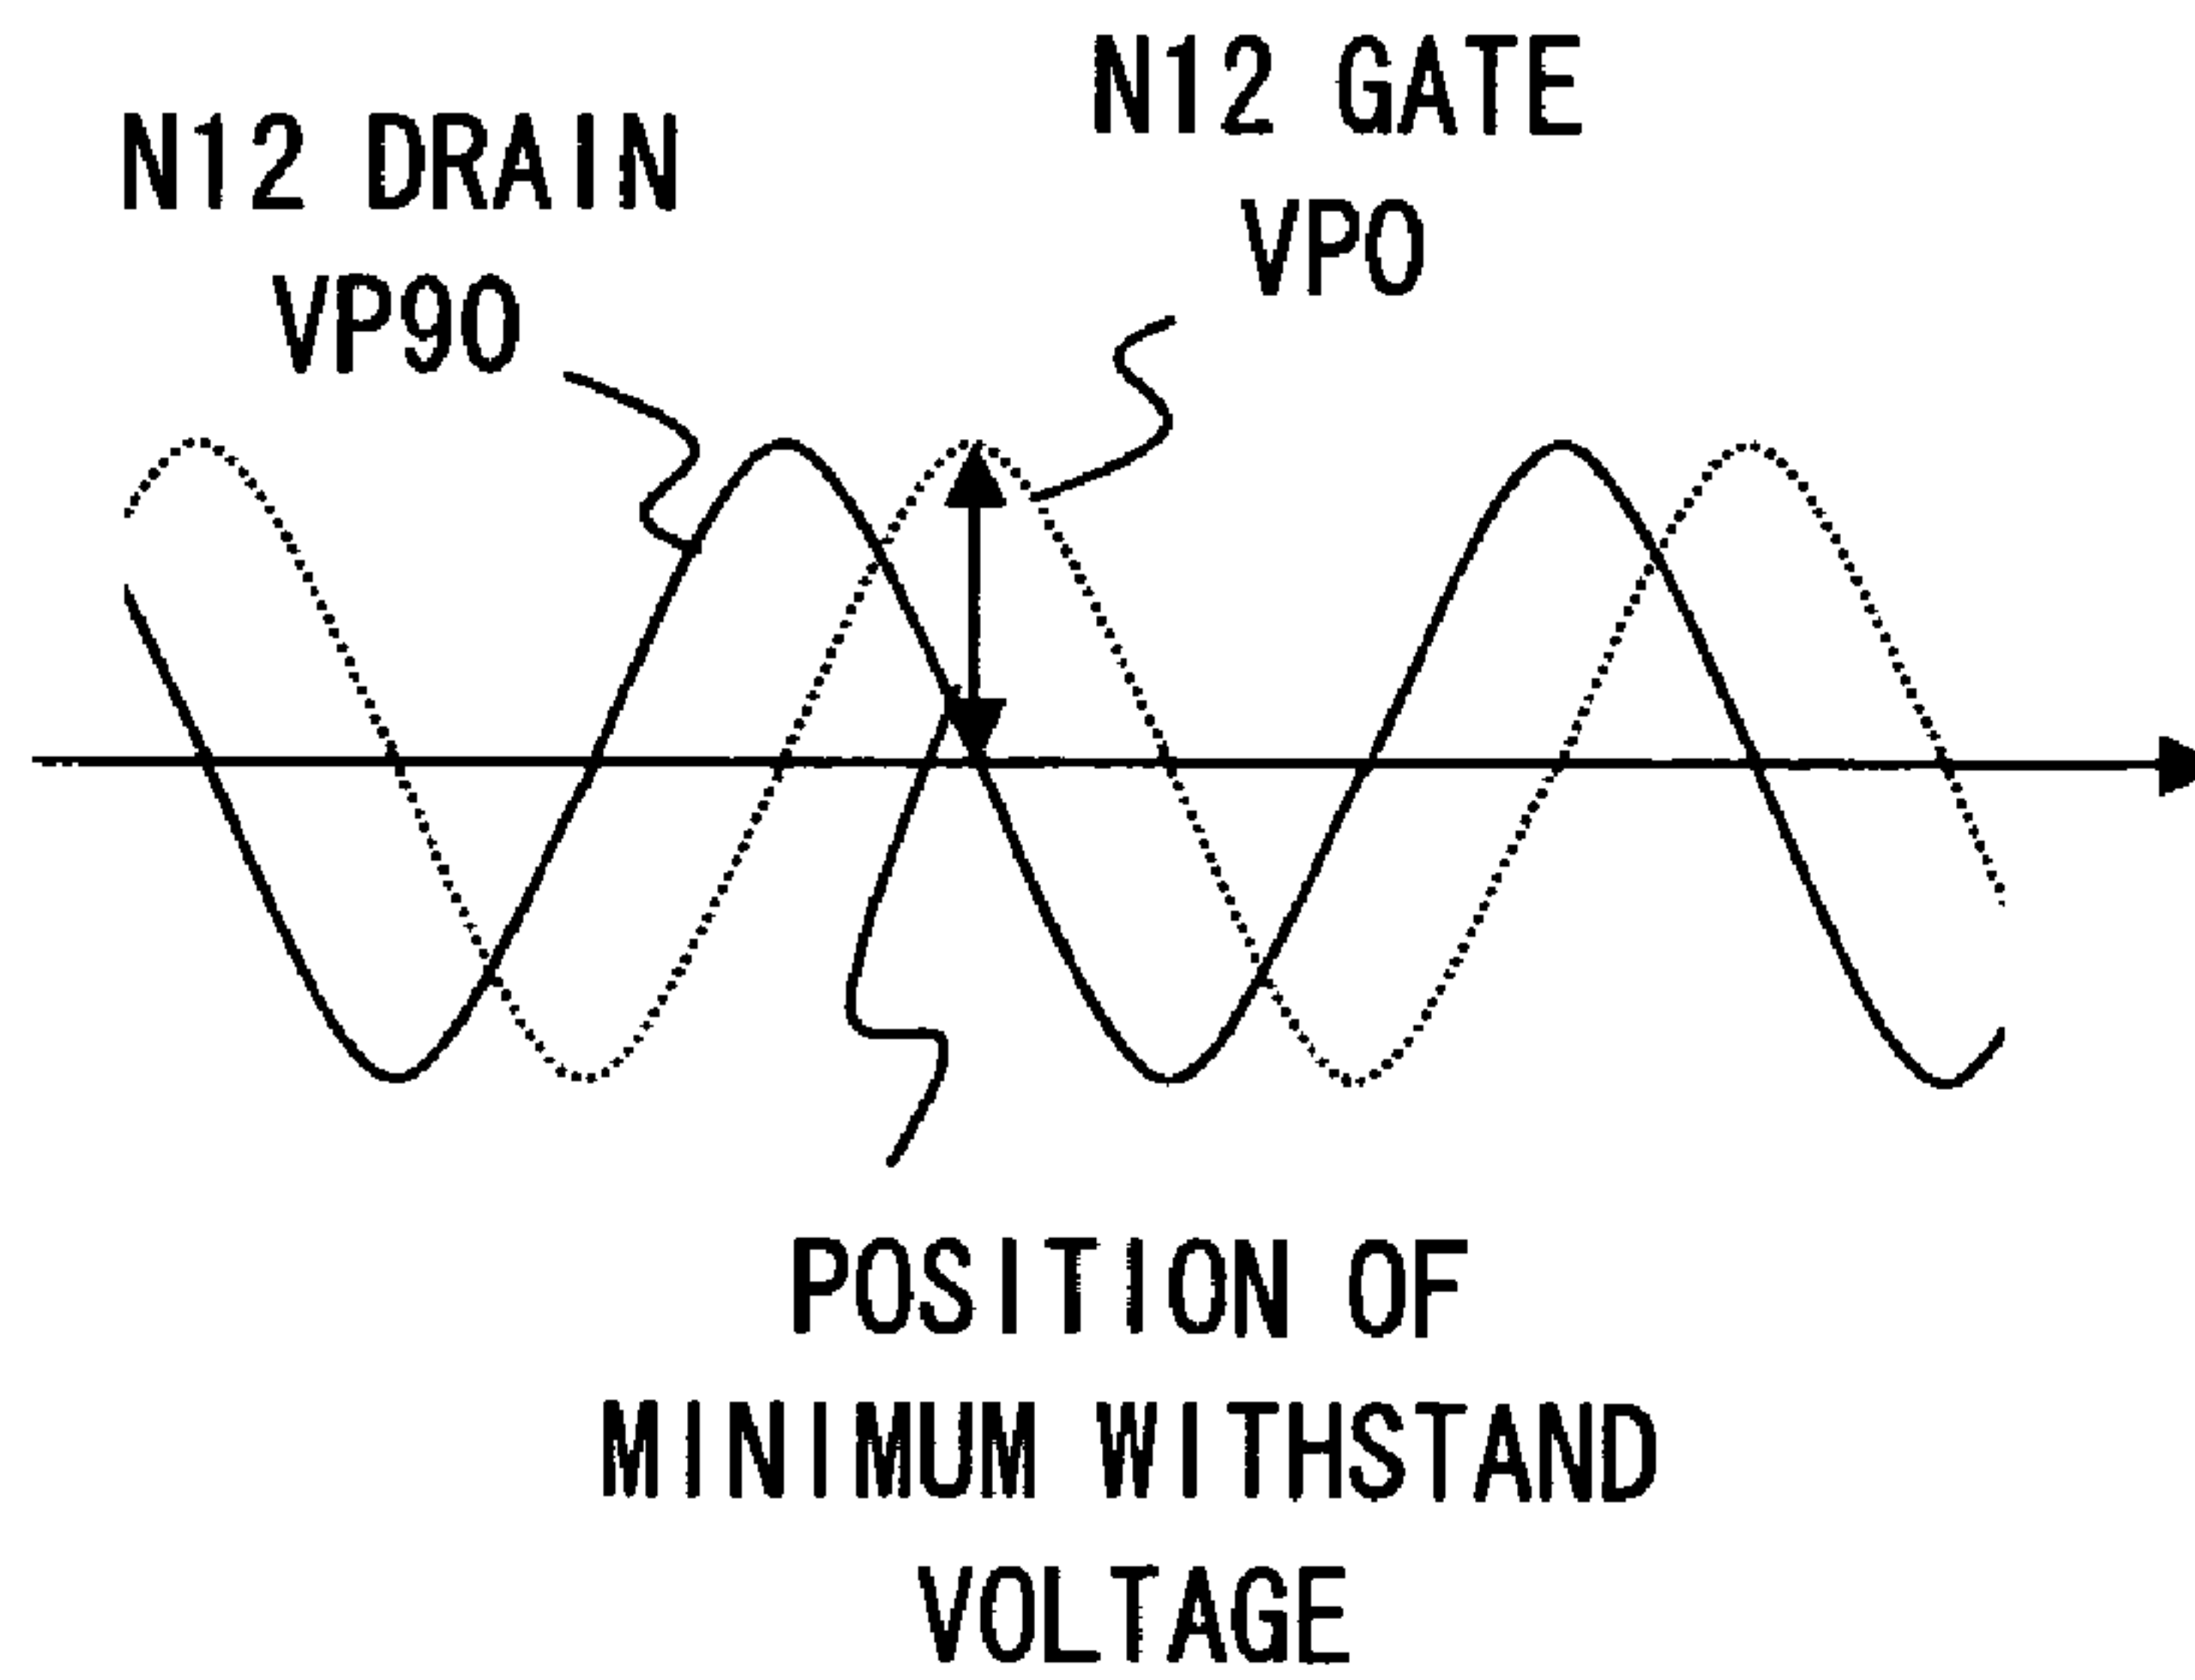 N12 GATE
VP0
N12 DRAIN
VP90
POSITION OF
MINIMUM WITHSTAND
VOLTAGE